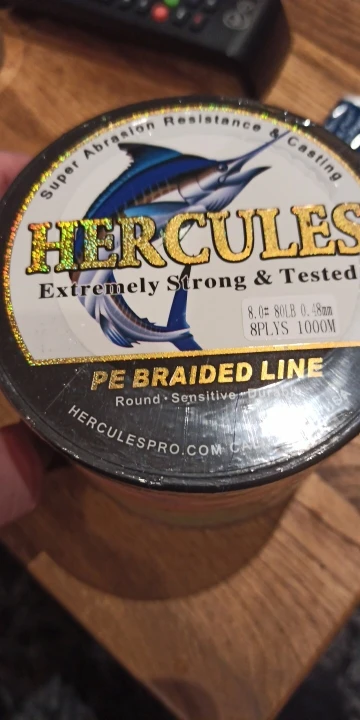 Super Abrasion Resistance & Casting
HERCULES
Extremely Strong & Tested
8.0# 80LB 0.48mm
8PLYS 1000M
PE BRAIDED LINE
Round · Sensitive · Durable
HERCULESPRO.COM